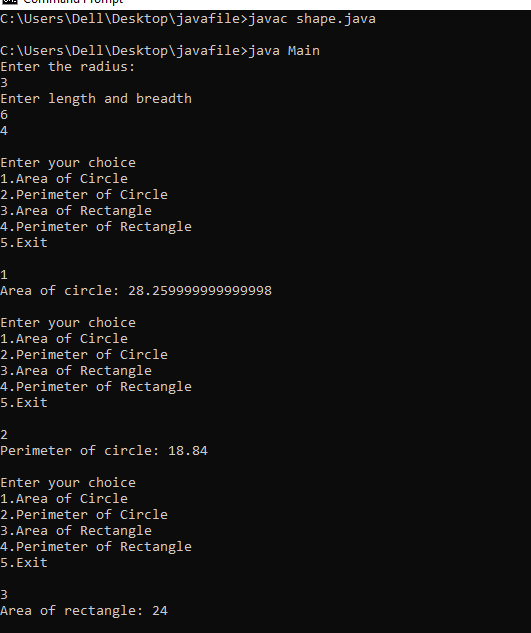 Command Prompt
C:\Users\Dell\Desktop\javafile>javac shape.java
C:\Users\Dell\Desktop\javafile>java Main
Enter the radius:
3
Enter length and breadth
6
4
Enter your choice
1.Area of Circle
2.Perimeter of Circle
3.Area of Rectangle
4.Perimeter of Rectangle
5.Exit
1
Area of circle: 28.259999999999998
Enter your choice
1.Area of Circle
2.Perimeter of Circle
3.Area of Rectangle
4.Perimeter of Rectangle
5.Exit
2
Perimeter of circle: 18.84
Enter your choice
1.Area of Circle
2.Perimeter of Circle
3.Area of Rectangle
4.Perimeter of Rectangle
5.Exit
3
Area of rectangle: 24